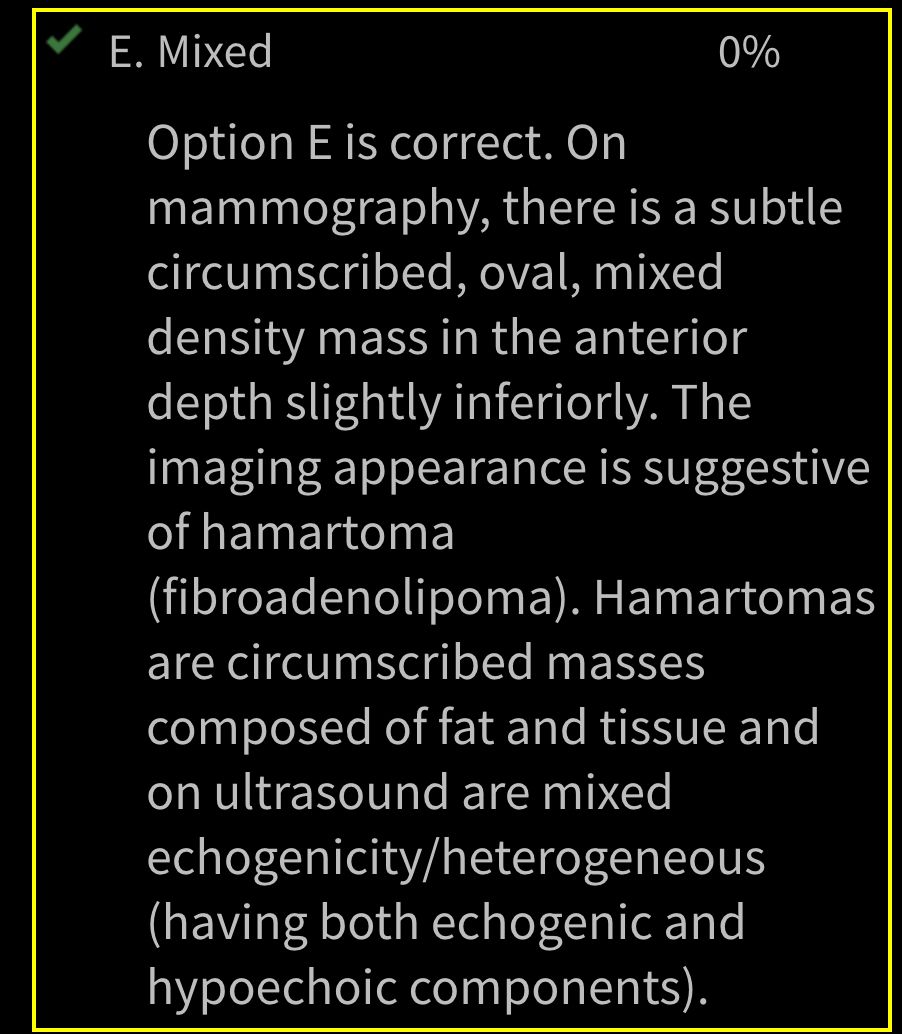 E. Mixed 0%
Option E is correct. On
mammography, there is a subtle
circumscribed, oval, mixed
density mass in the anterior
depth slightly inferiorly. The
imaging appearance is suggestive
of hamartoma
(fibroadenolipoma). Hamartomas
are circumscribed masses
composed of fat and tissue and
on ultrasound are mixed
echogenicity/heterogeneous
(having both echogenic and
hypoechoic components).